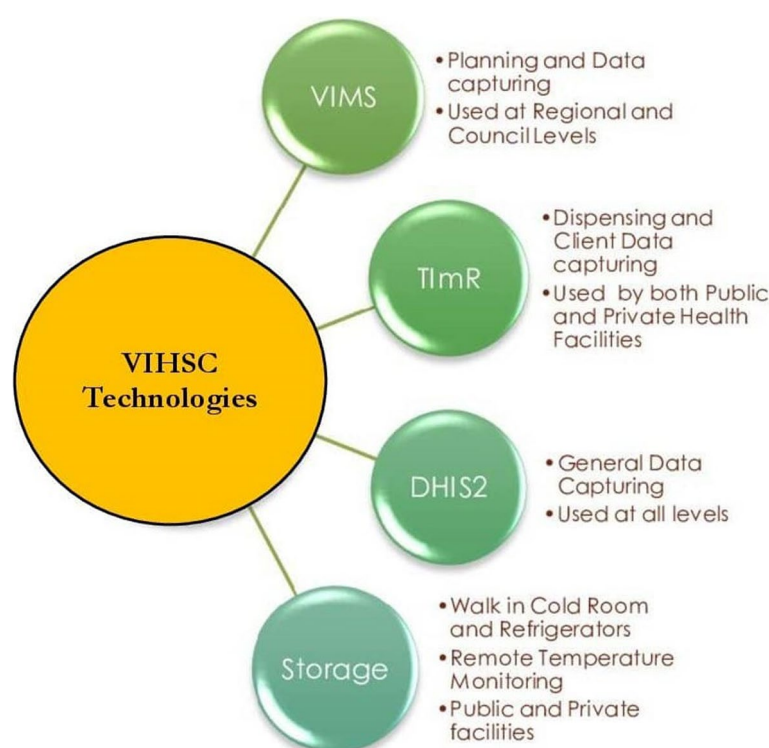 VIMS
•Planning and Data
capturing
•Used at Regional and
Council Levels
TImR
•Dispensing and
Client Data
capturing
•Used by both Public
and Private Health
Facilities
VIHSC
Technologies
DHIS2
•General Data
Capturing
•Used at all levels
Storage
•Walk in Cold Room
and Refrigerators
•Remote Temperature
Monitoring
•Public and Private
facilities